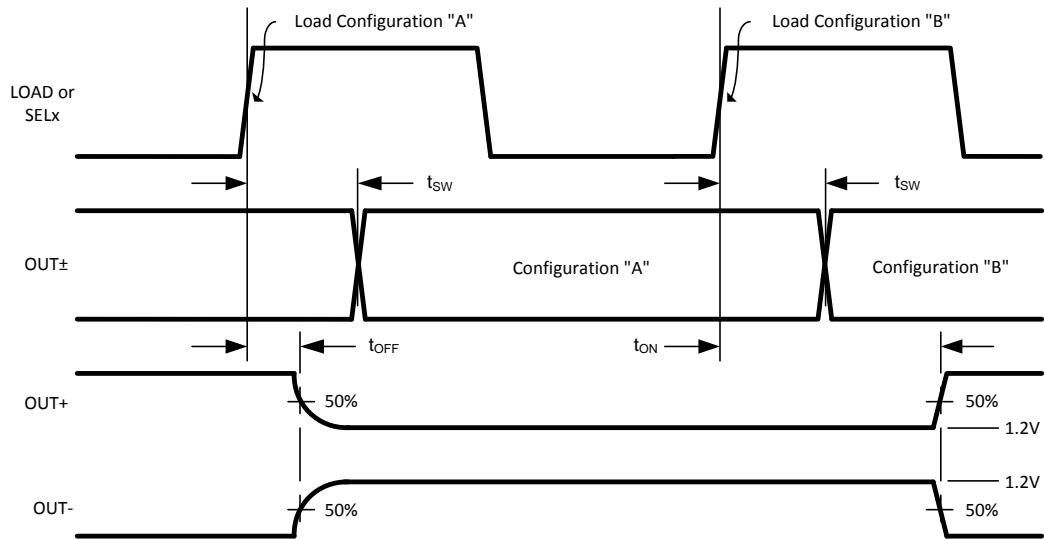 Load Configuration "A"
Load Configuration "B"
LOAD or
SELx
tSW
tSW
OUT±
Configuration "A"
Configuration "B"
tOFF
tON
OUT+
50%
50%
1.2V
1.2V
OUT-
50%
50%